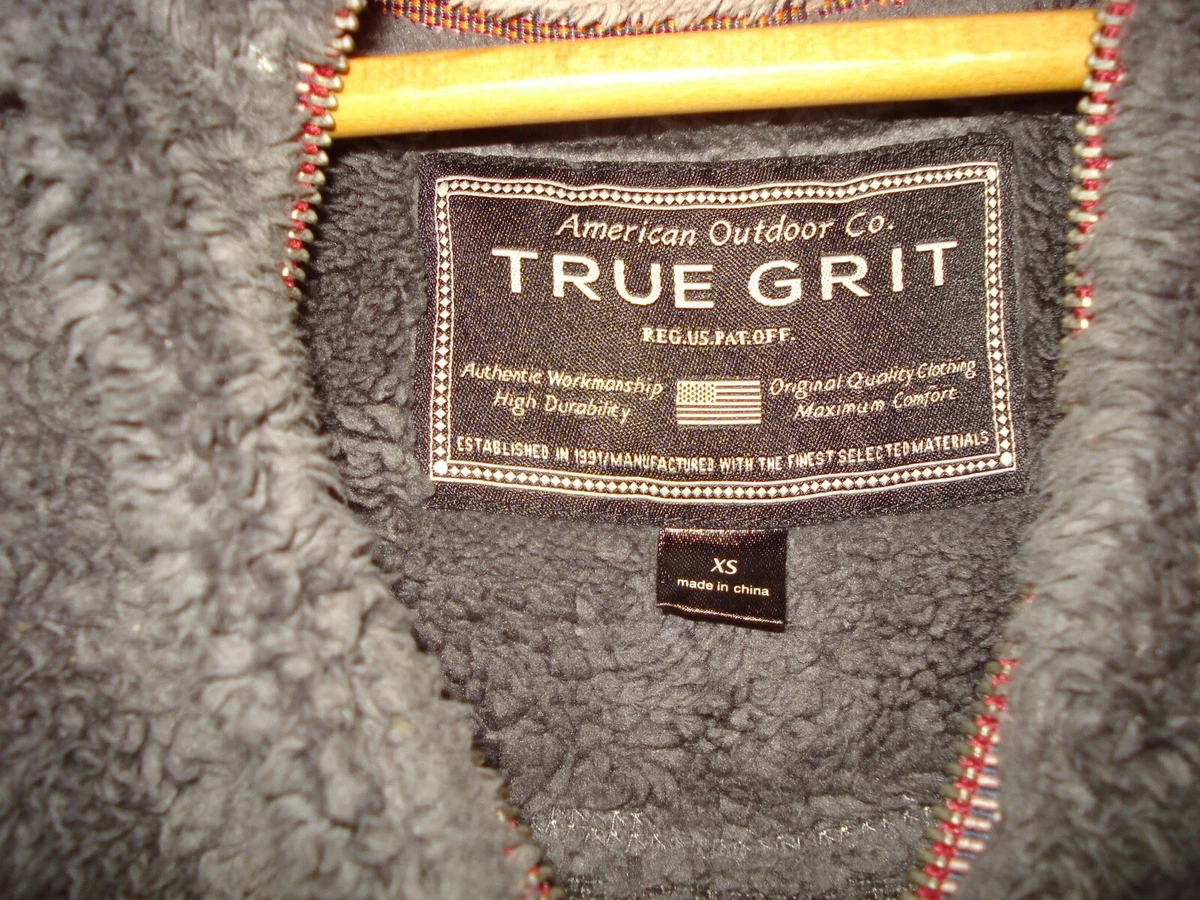 American Outdoor Co.
TRUE GRIT
REG.US.PAT.OFF.
Authentic Workmanship
High Durability
Original Quality Clothing
Maximum Comfort
ESTABLISHED IN 1991/MANUFACTURED WITH THE FINEST SELECTED MATERIALS
XS
made in china